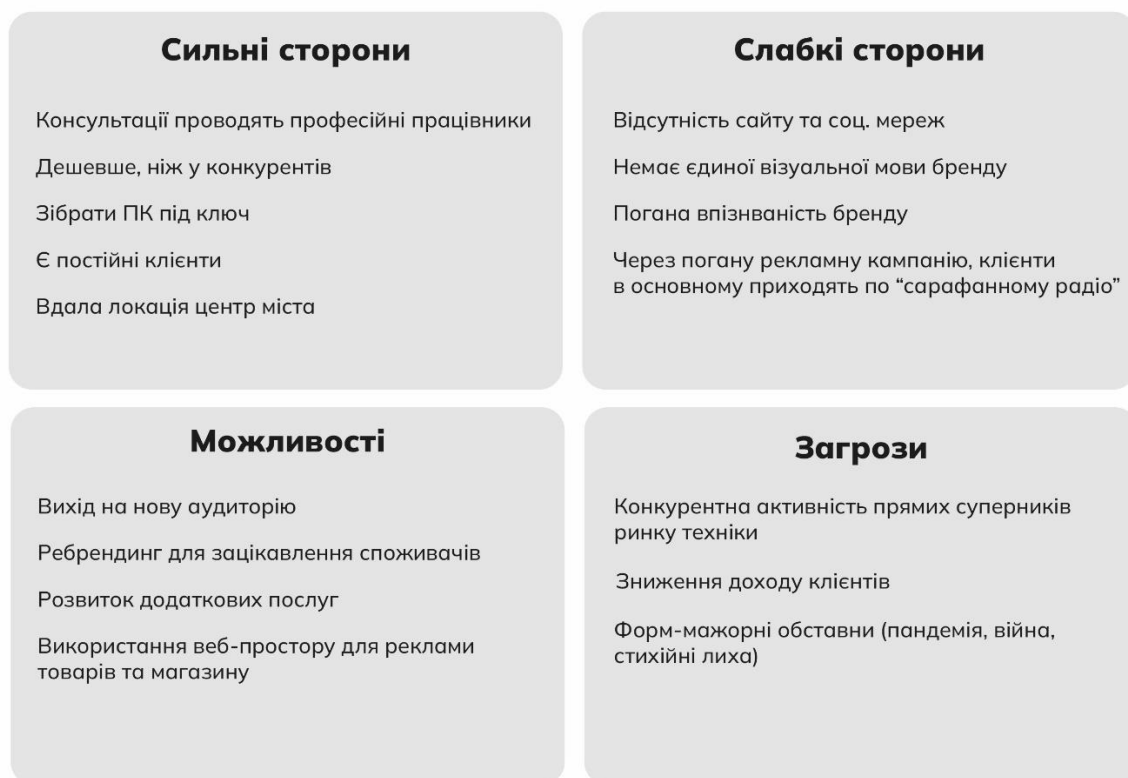 Сильні сторони
Консультації проводять професійні працівники
Дешевше, ніж у конкурентів
Зібрати ПК під ключ
Є постійні клієнти
Вдала локація центр міста
Слабкі сторони
Відсутність сайту та соц. мереж
Немає єдиної візуальної мови бренду
Погана впізнваність бренду
Через погану рекламну кампанію, клієнти
в основному приходять по “сарафанному радіо”
Можливості
Вихід на нову аудиторію
Ребрендинг для зацікавлення споживачів
Розвиток додаткових послуг
Використання веб-простору для реклами
товарів та магазину
Загрози
Конкурентна активність прямих суперників
ринку техніки
Зниження доходу клієнтів
Форм-мажорні обставни (пандемія, війна,
стихійні лиха)